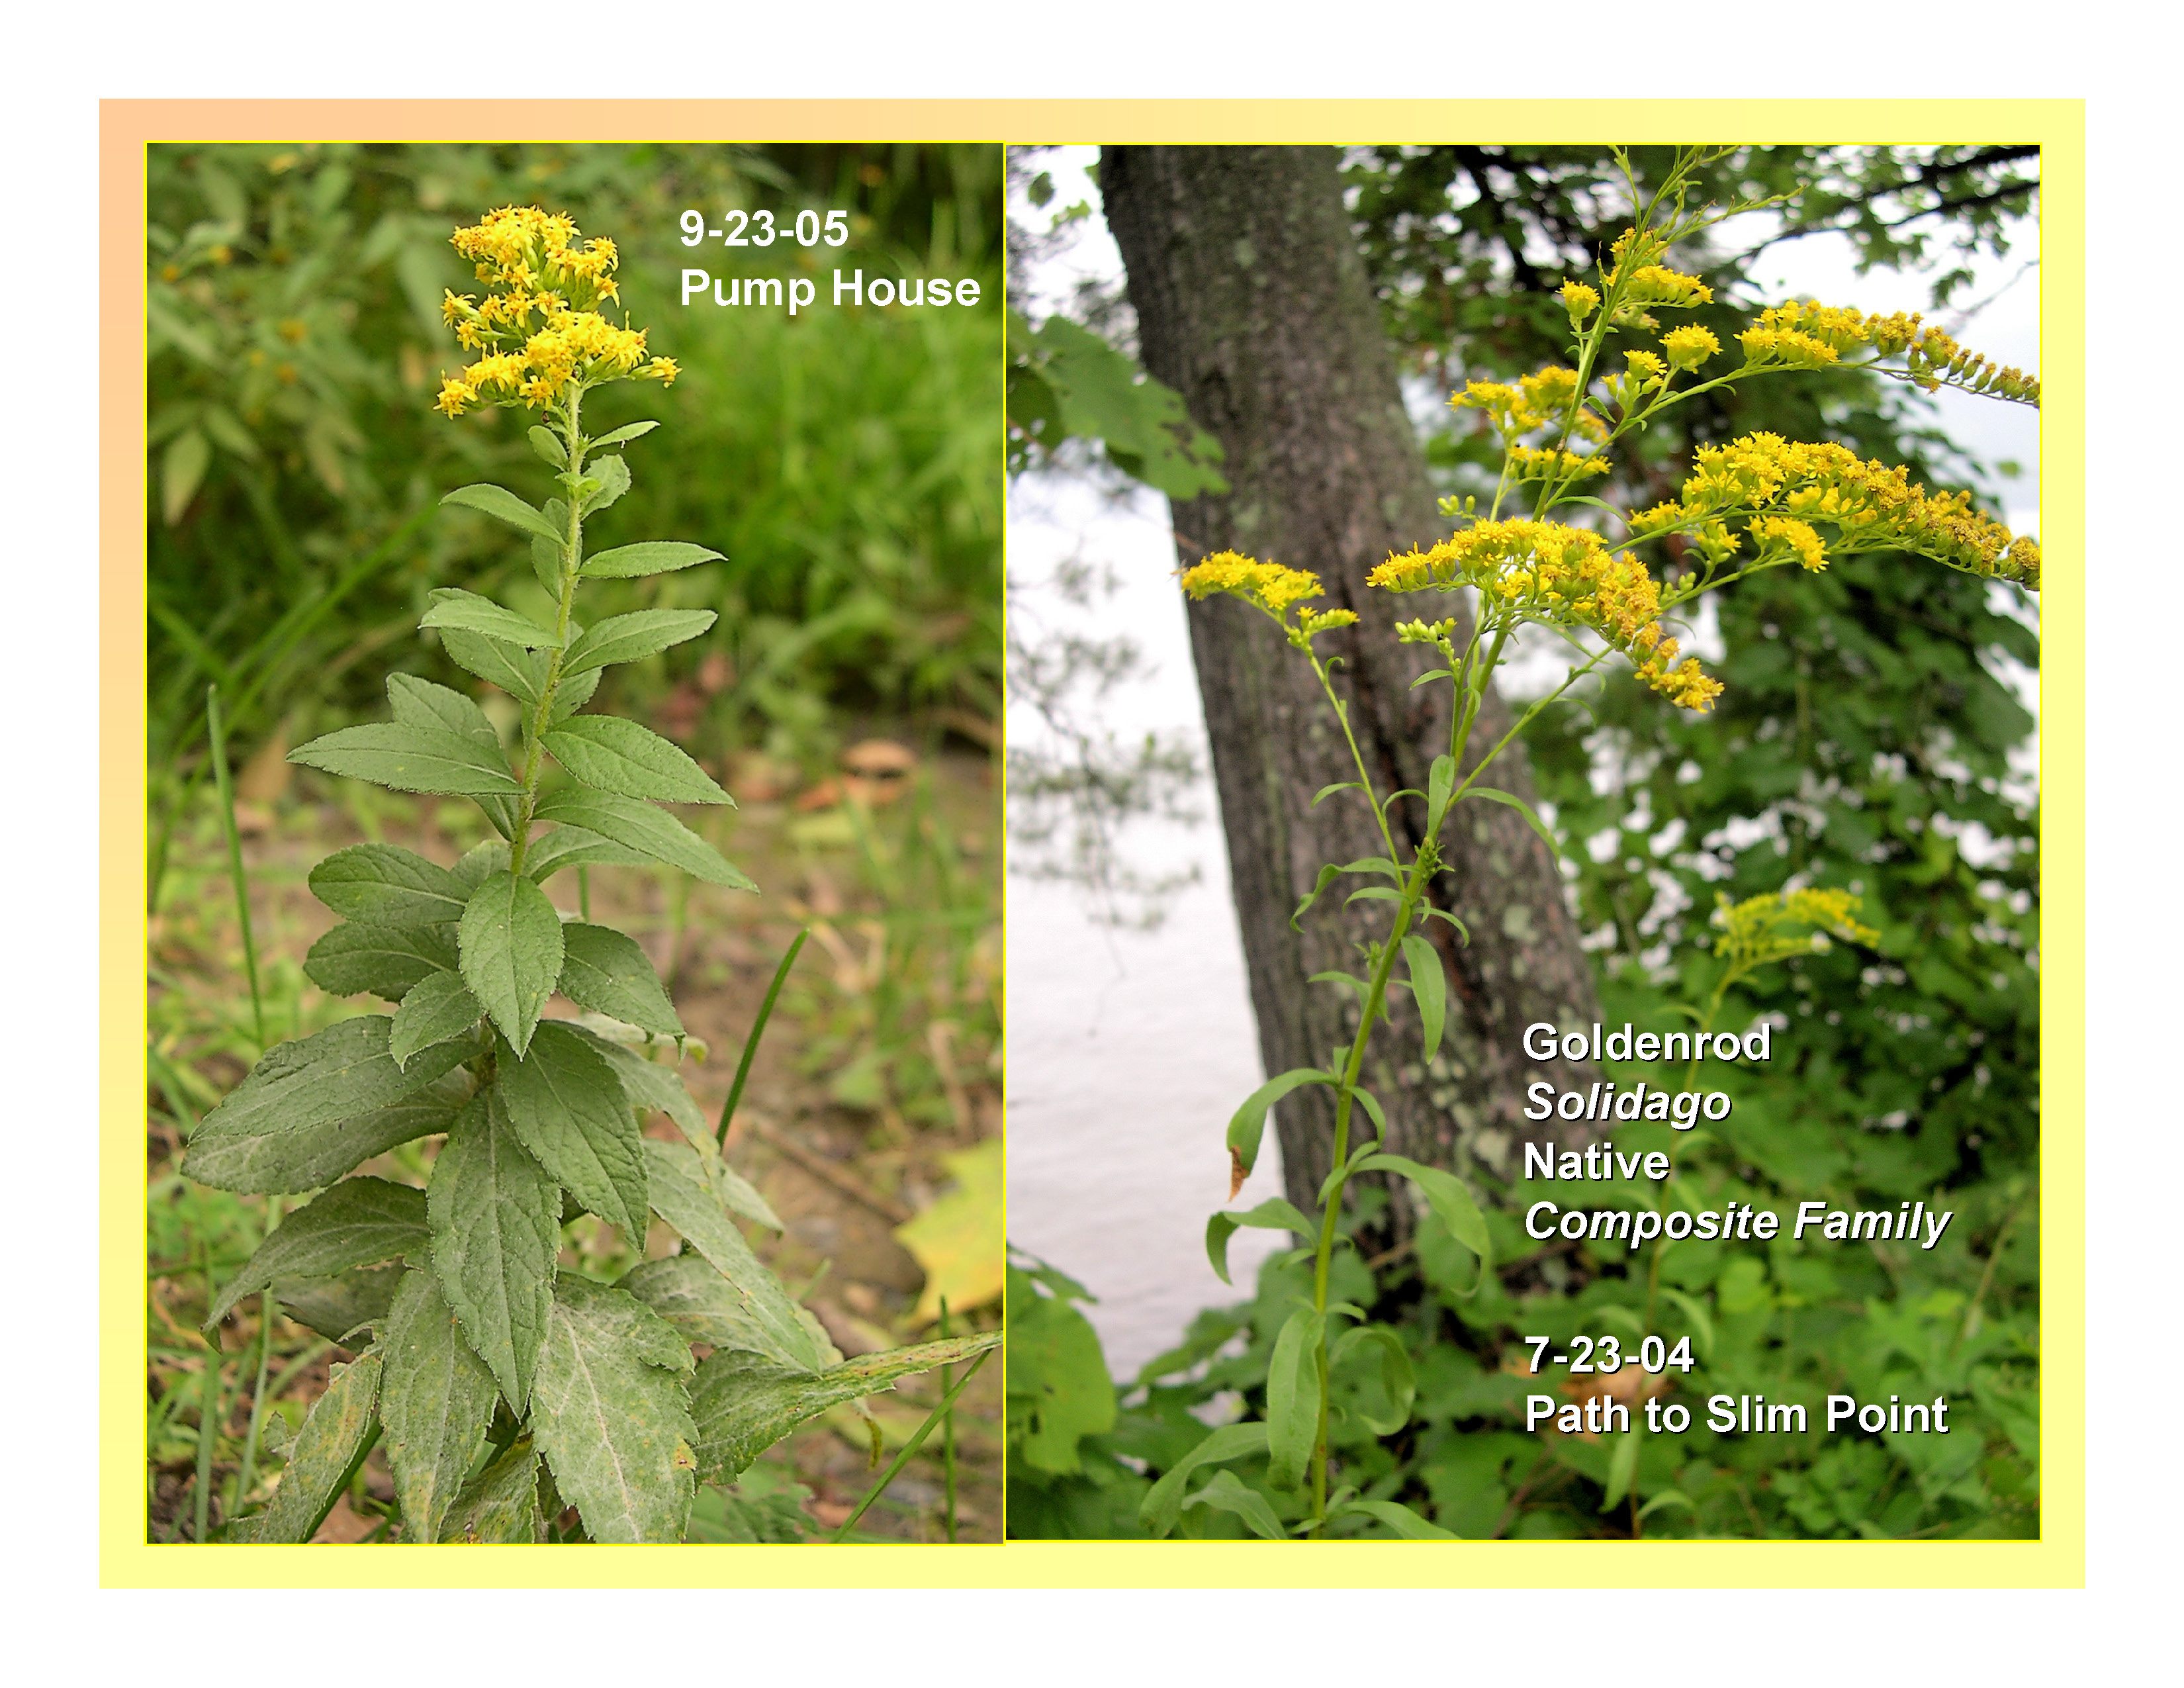 9-23-05
Pump House
Goldenrod
Solidago
Native
Composite Family
7-23-04
Path to Slim Point